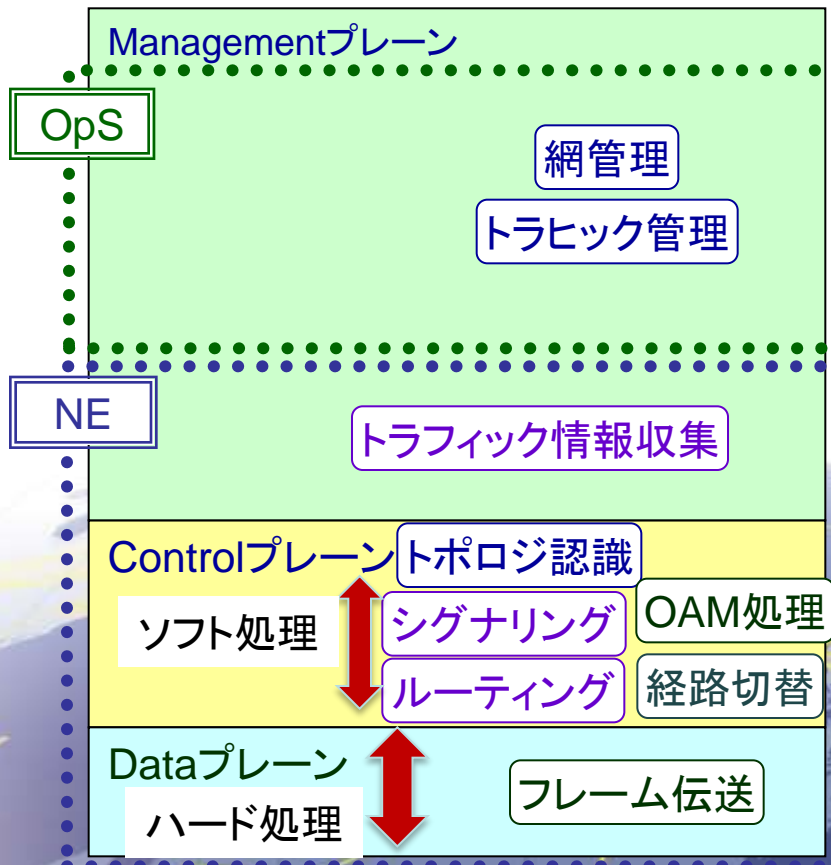 Managementプレーン
OpS
網管理
トラヒック管理
NE
トラフィック情報収集
Controlプレーン
トポロジ認識
ソフト処理
シグナリング
OAM処理
ルーティング
経路切替
Dataプレーン
ハード処理
フレーム伝送